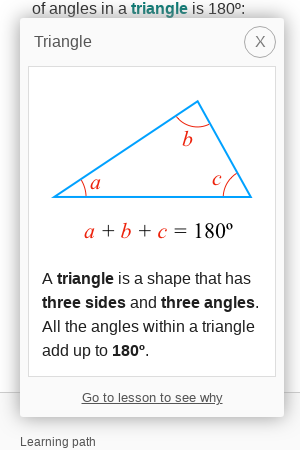 of angles in a triangle is 180º:
Triangle X
b
a
c
a + b + c = 180º
A triangle is a shape that has
three sides and three angles.
All the angles within a triangle
add up to 180º.
Go to lesson to see why
Learning path